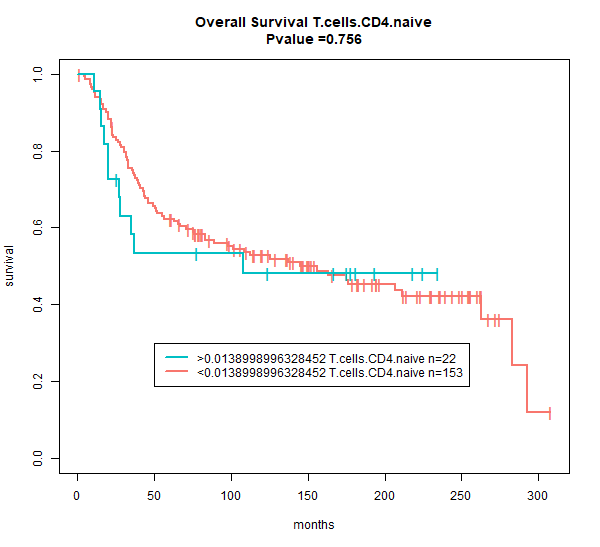 Overall Survival T.cells.CD4.naive
Pvalue =0.756
survival
1.0
0.8
0.6
0.4
0.2
0.0
>0.0138998996328452 T.cells.CD4.naive n=22
<0.0138998996328452 T.cells.CD4.naive n=153
0 50 100 150 200 250 300
months